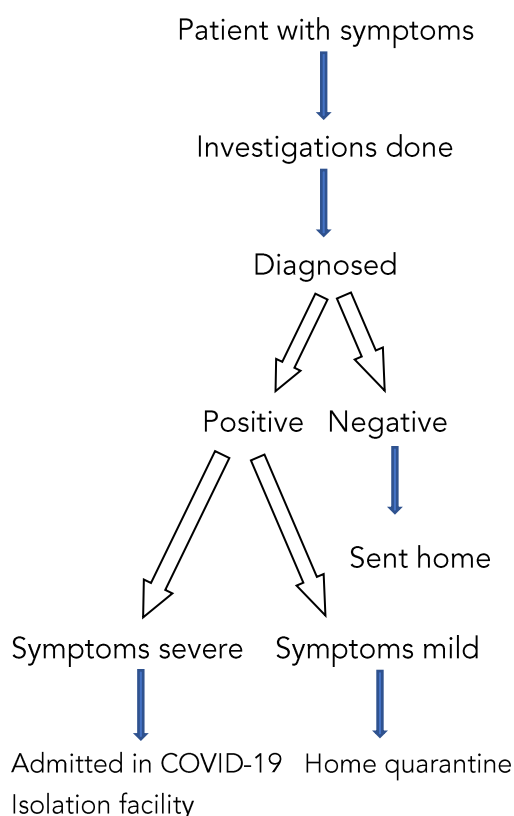 Patient with symptoms
Investigations done
Diagnosed
Positive Negative
Sent home
Symptoms severe Symptoms mild
Admitted in COVID-19 Home quarantine
Isolation facility